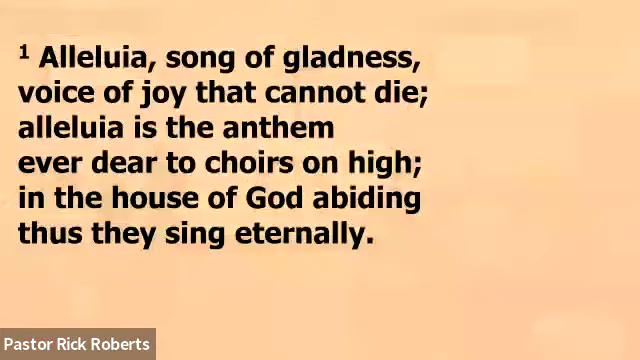 ¹ Alleluia, song of gladness,
voice of joy that cannot die;
alleluia is the anthem
ever dear to choirs on high;
in the house of God abiding
thus they sing eternally.
Pastor Rick Roberts